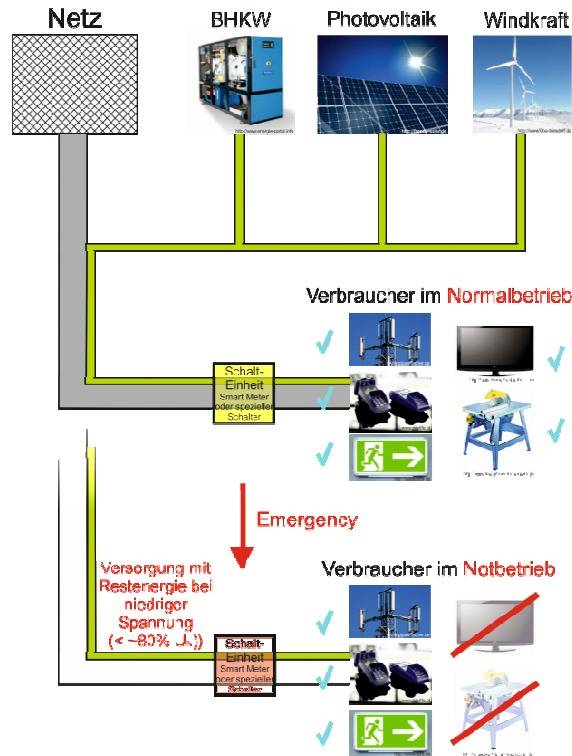 Netz
BHKW
Photovoltaik
Windkraft
Verbraucher im Normalbetrieb
Schalt-
Einheit
Smart Meter
oder spezieller
Schalter
Emergency
Versorgung mit
Restenergie bei
niedriger
Spannung
Verbraucher im Notbetrieb
Schalt-
Einheit
Smart Meter
oder spezieller
Schalter